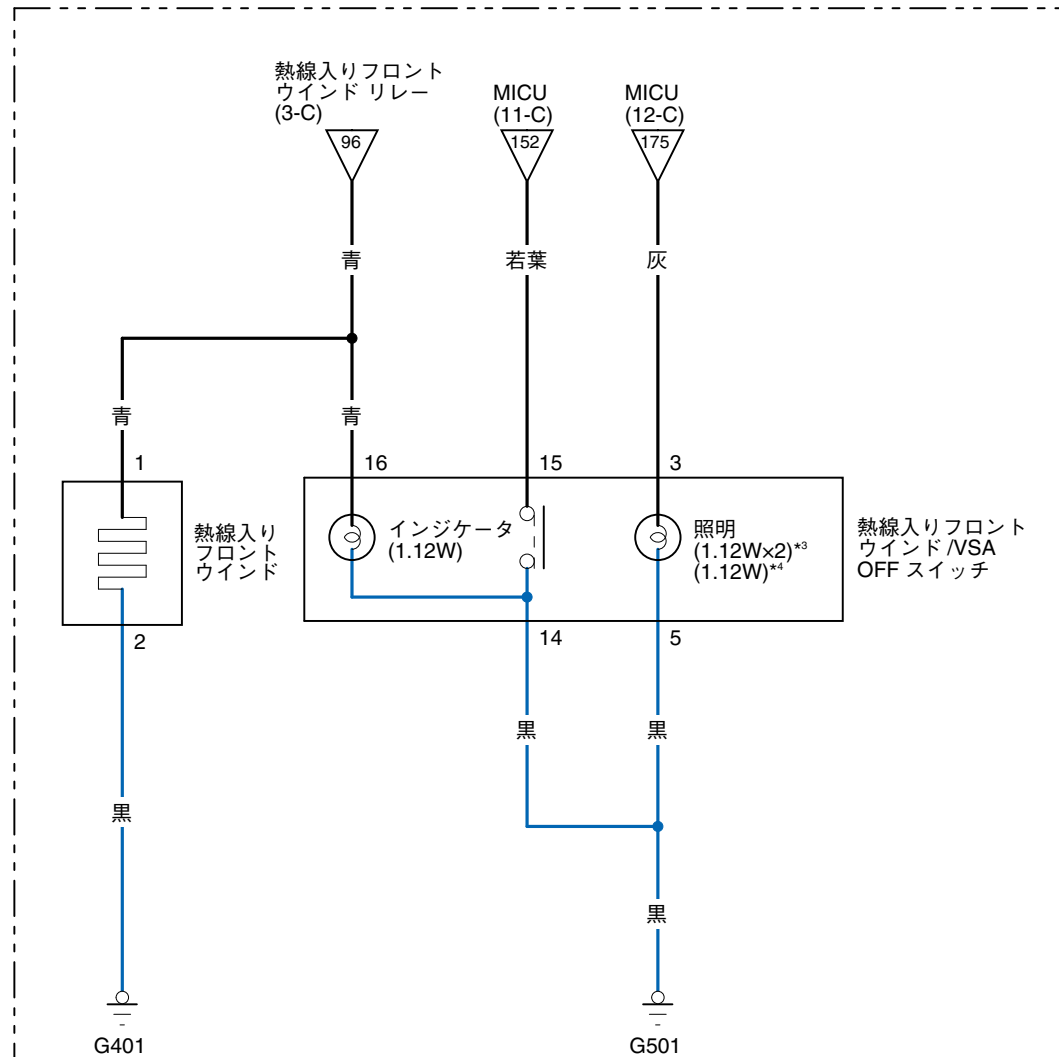 熱線入りフロント
ウインド リレー
(3-C)
MICU
(11-C)
MICU
(12-C)
96
152
175
青
若葉
灰
青
青
1
16
15
3
熱線入り
フロント
ウインド
インジケータ
(1.12W)
照明
(1.12W×2)*3
(1.12W)*4
熱線入りフロント
ウインド/VSA
OFF スイッチ
2
14
5
黒
黒
黒
黒
G401
G501